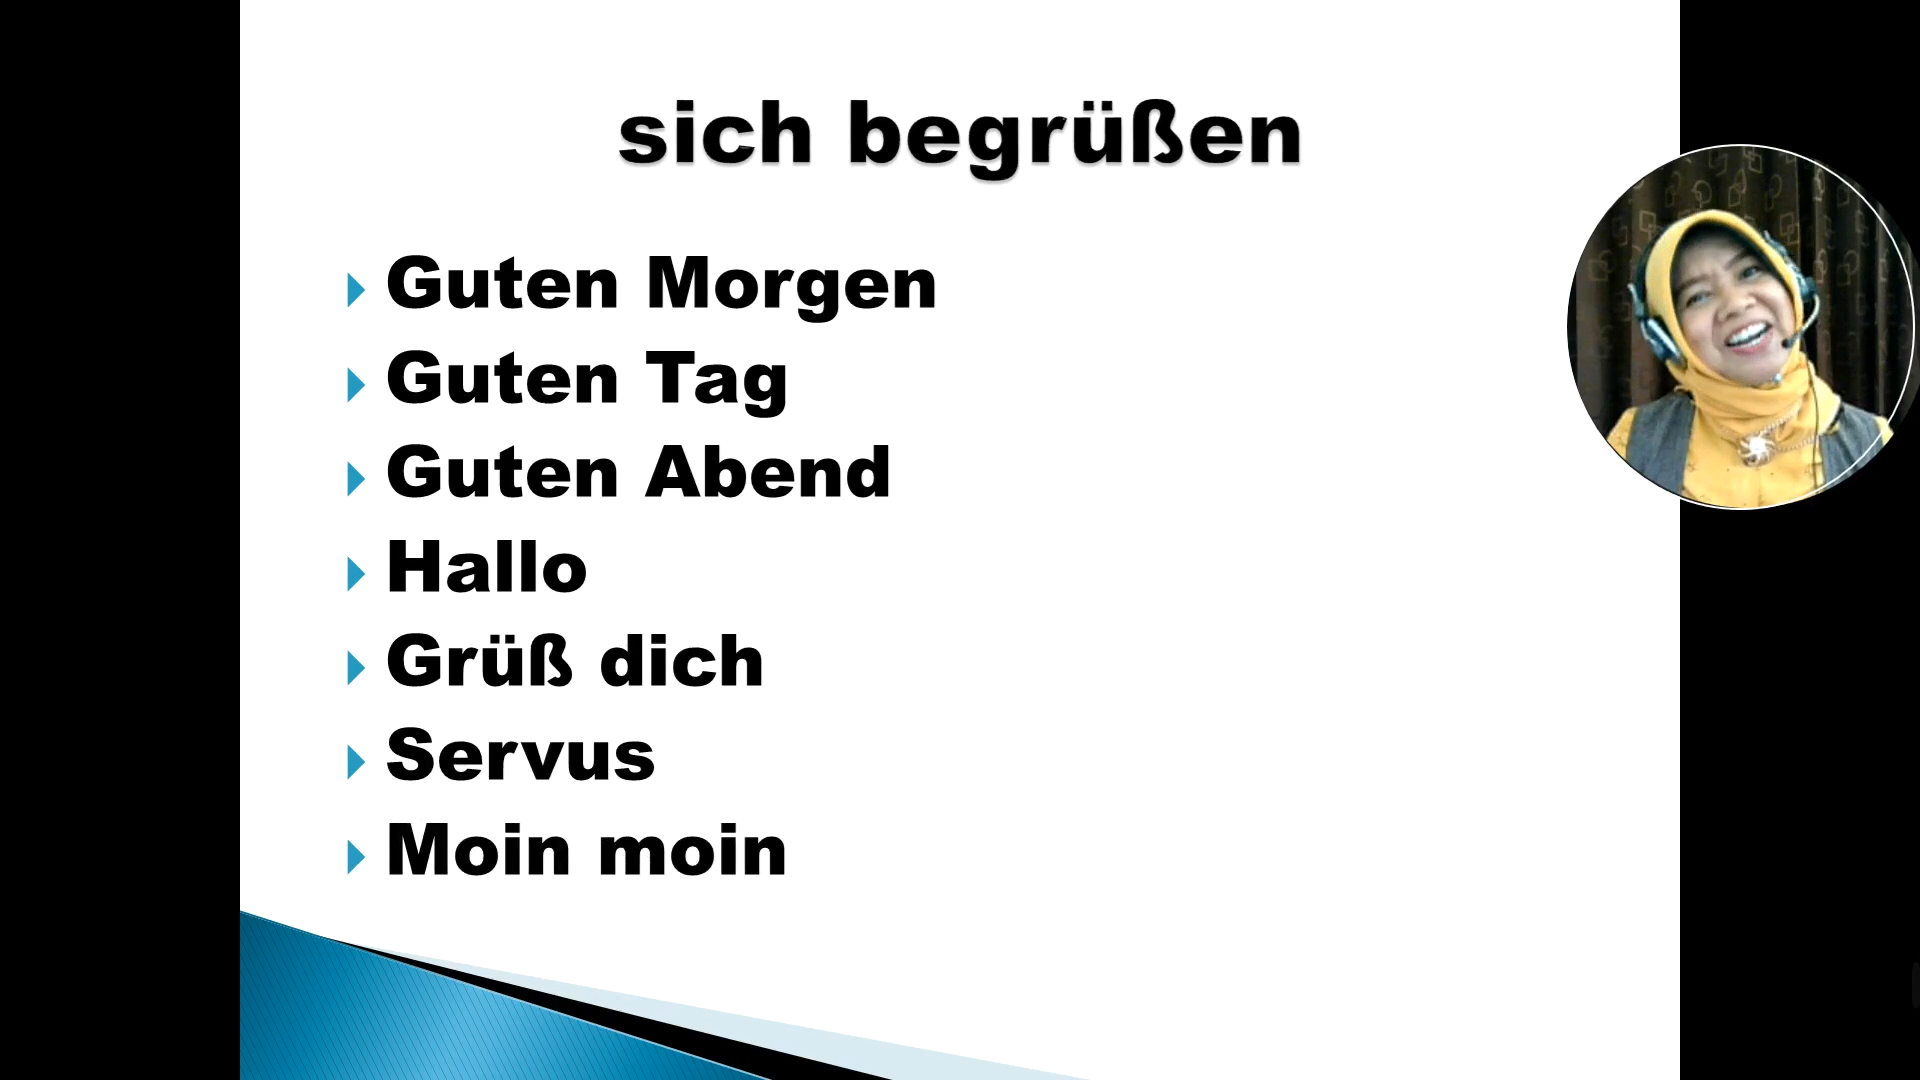 sich begrüßen
Guten Morgen
Guten Tag
Guten Abend
Hallo
Grüß dich
Servus
Moin moin